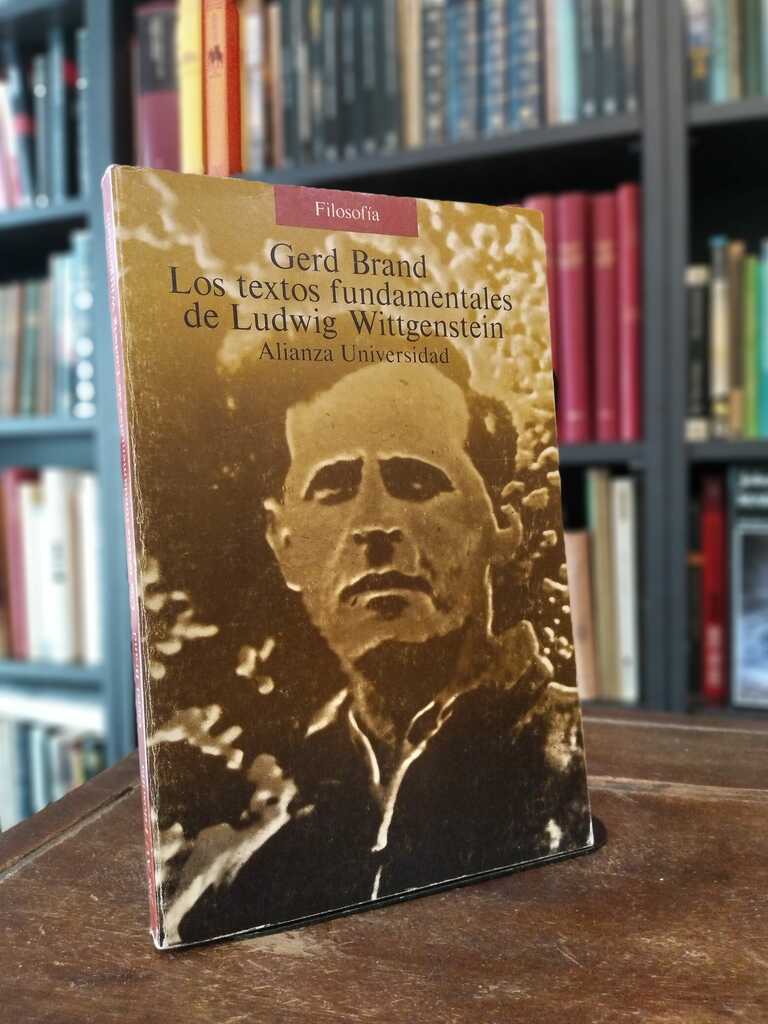 Filosofía
Gerd Brand
Los textos fundamentales
de Ludwig Wittgenstein
Alianza Universidad